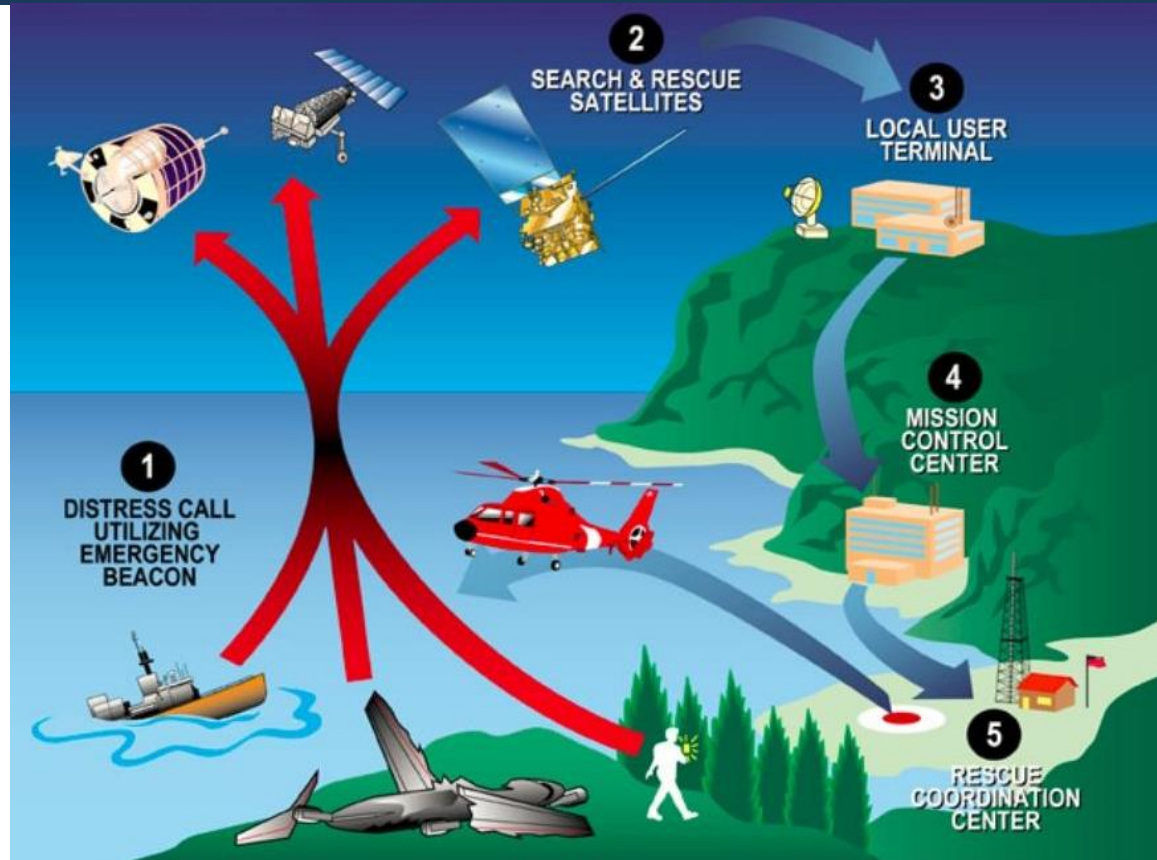 1
DISTRESS CALL
UTILIZING
EMERGENCY
BEACON
2
SEARCH & RESCUE
SATELLITES
3
LOCAL USER
TERMINAL
4
MISSION
CONTROL
CENTER
5
RESCUE
COORDINATION
CENTER